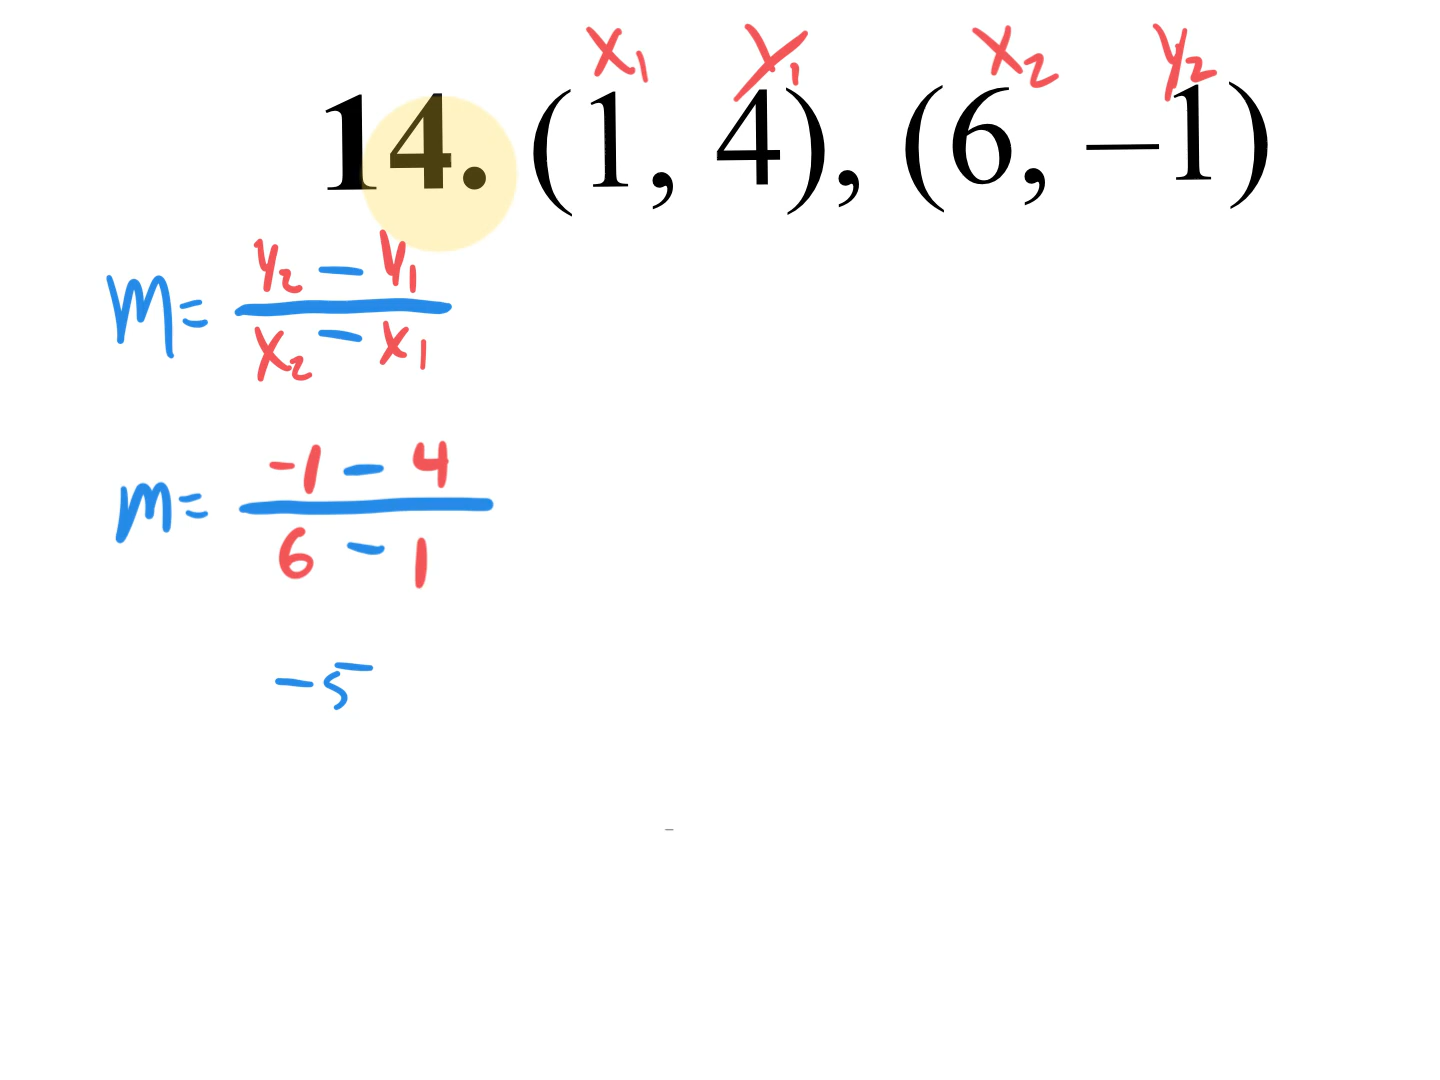 x₁ y₁ x₂ y₂
14. (1, 4), (6, –1)
m = y₂ - y₁
x₂ - x₁
m = -1 - 4
6 - 1
-5